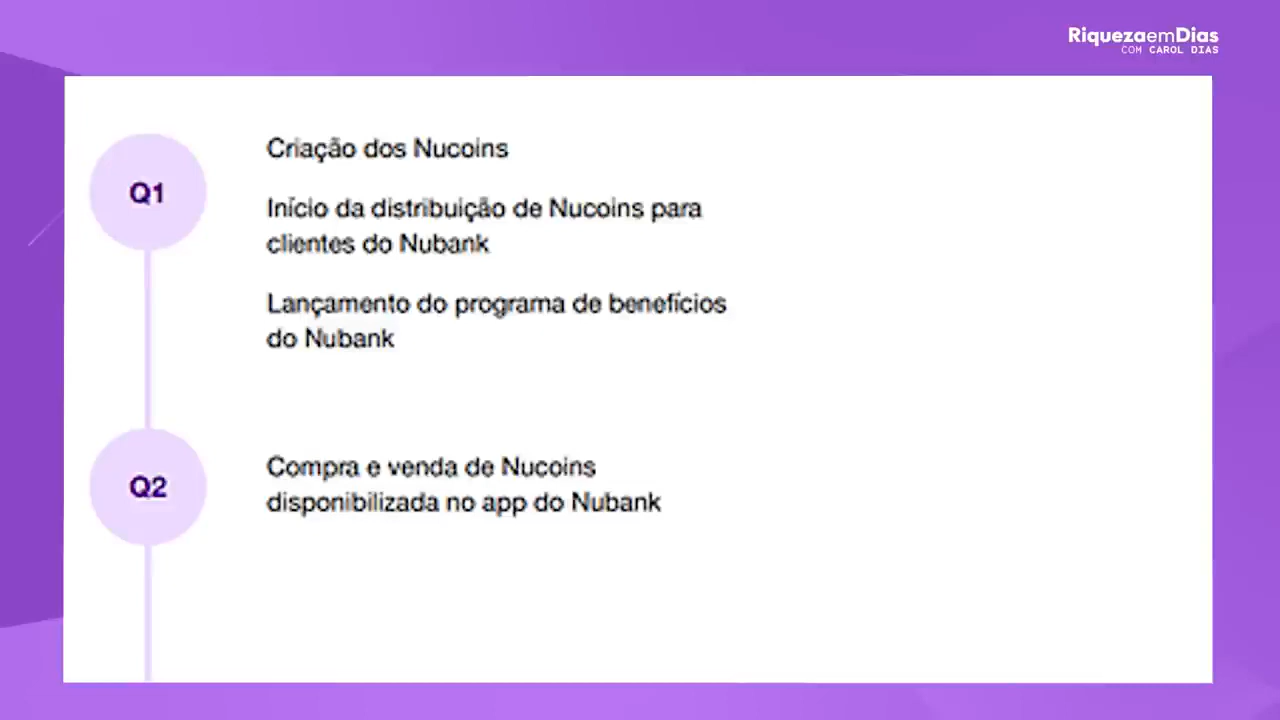 RiquezaemDias
COM CAROL DIAS
Q1
Criação dos Nucoins
Início da distribuição de Nucoins para
clientes do Nubank
Lançamento do programa de benefícios
do Nubank
Q2
Compra e venda de Nucoins
disponibilizada no app do Nubank